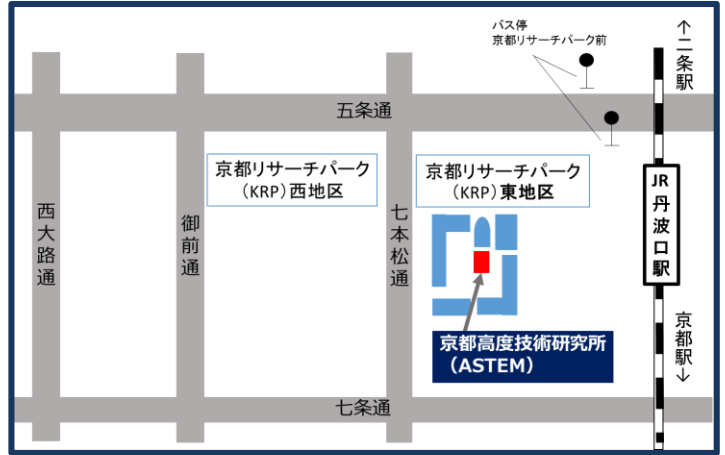 バス停
京都リサーチパーク前
↑二条駅
五条通
京都リサーチパーク
（KRP）西地区
京都リサーチパーク
（KRP）東地区
JR丹波口駅
西大路通
御前通
七本松通
京都高度技術研究所
（ASTEM）
京都駅↓
七条通